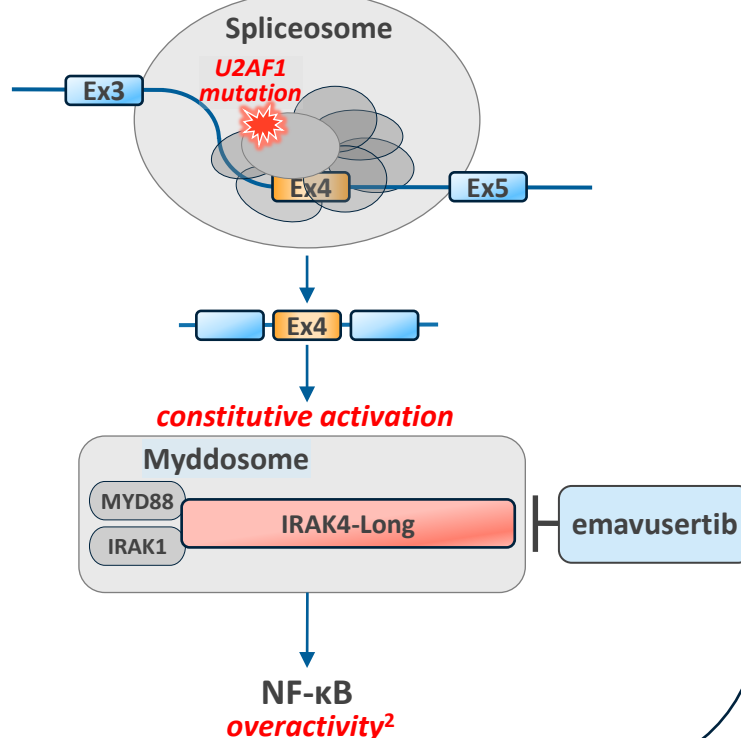 Spliceosome
U2AF1
mutation
Ex3
Ex4
Ex5
Ex4
constitutive activation
Myddosome
MYD88
IRAK1
IRAK4-Long
emavusertib
NF-κB
overactivity²